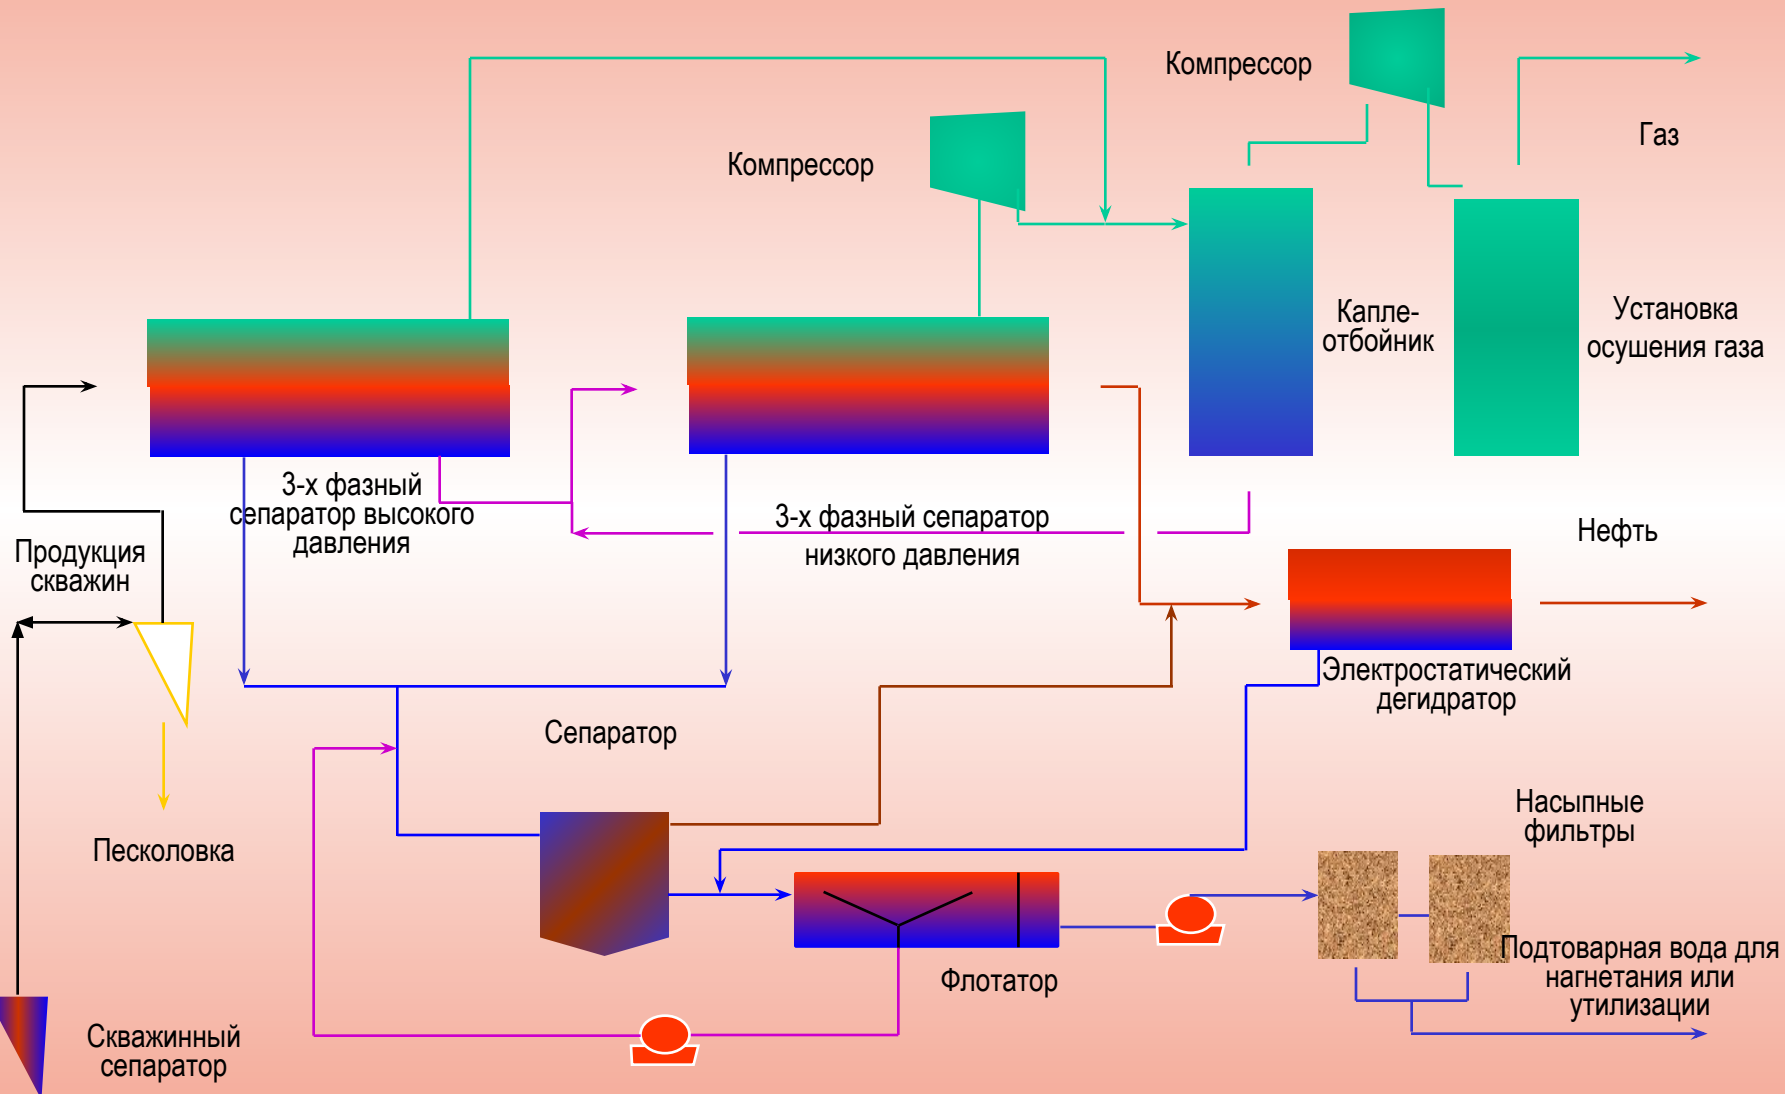 Компрессор
Газ
Компрессор
Капле-
отбойник
Установка
осушения газа
3-х фазный
сепаратор высокого
давления
3-х фазный сепаратор
низкого давления
Нефть
Продукция
скважин
Электростатический
дегидратор
Сепаратор
Насыпные
фильтры
Песколовка
Подтоварная вода для
нагнетания или
утилизации
Флотатор
Скважинный
сепаратор